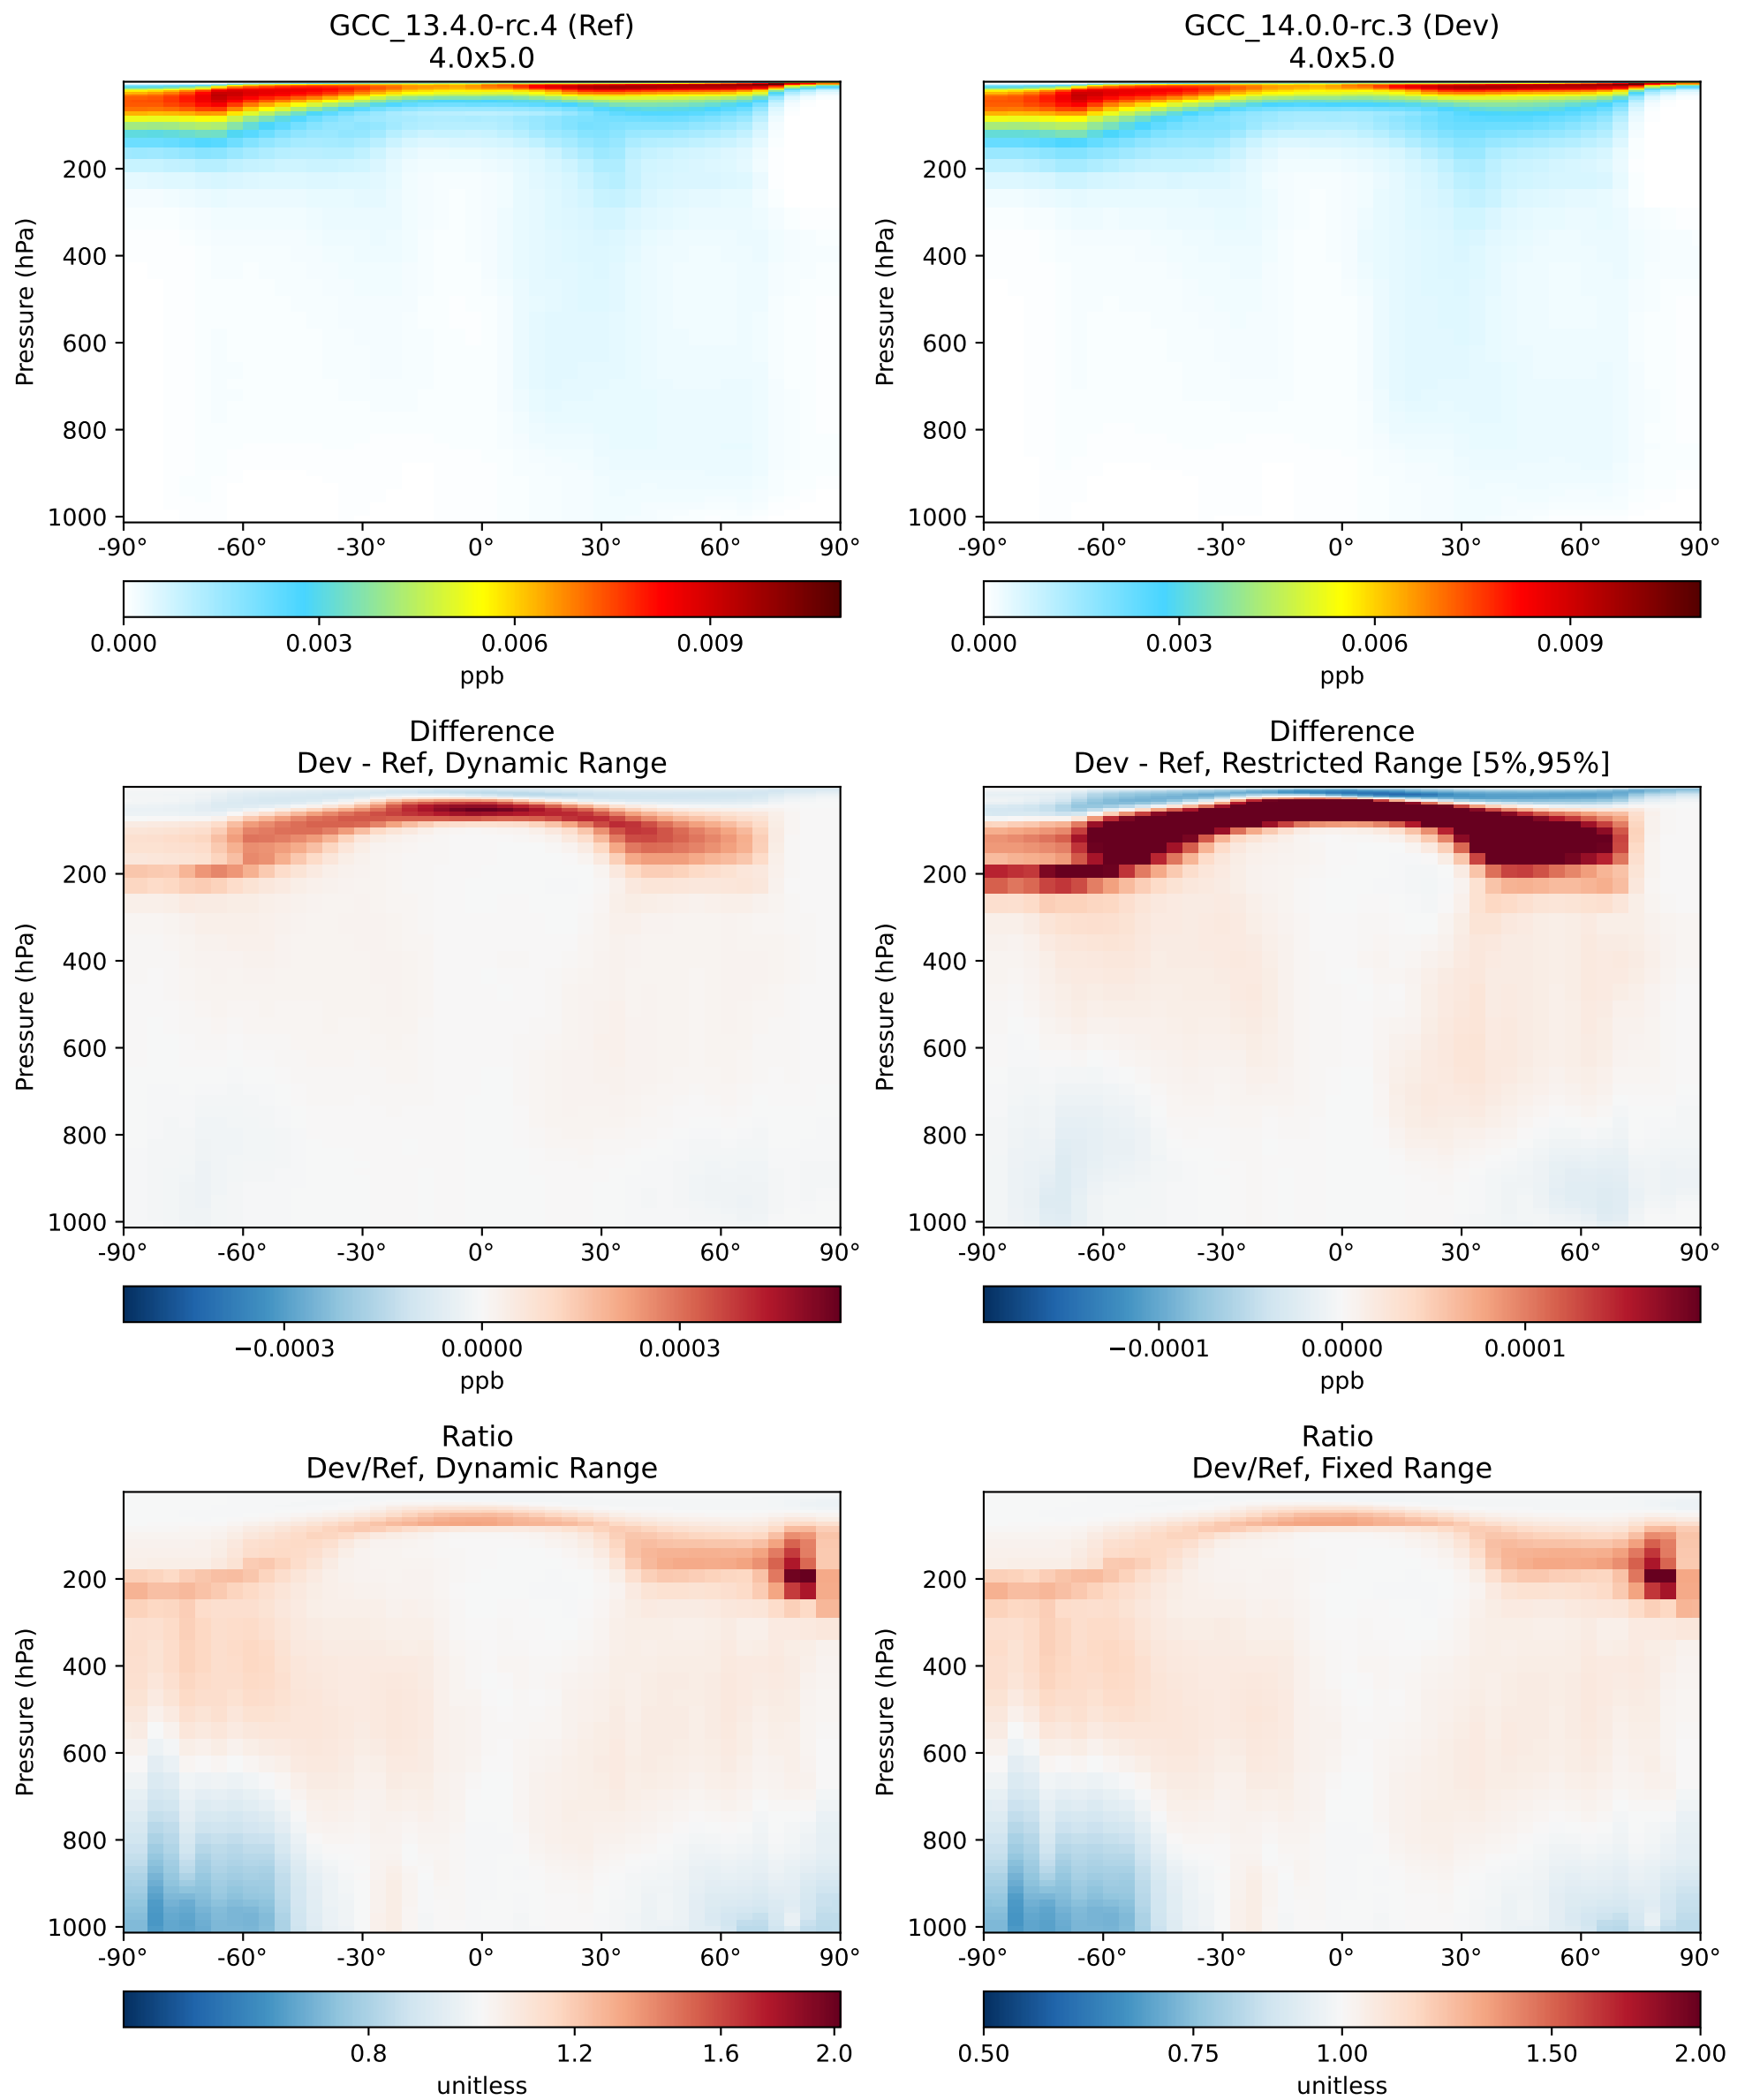 GCC_13.4.0-rc.4 (Ref)
4.0x5.0
Pressure (hPa)
200
400
600
800
1000
-90° -60° -30° 0° 30° 60° 90°
0.000 0.003 0.006 0.009
ppb
GCC_14.0.0-rc.3 (Dev)
4.0x5.0
Pressure (hPa)
200
400
600
800
1000
-90° -60° -30° 0° 30° 60° 90°
0.000 0.003 0.006 0.009
ppb
Difference
Dev - Ref, Dynamic Range
Pressure (hPa)
200
400
600
800
1000
-90° -60° -30° 0° 30° 60° 90°
−0.0003 0.0000 0.0003
ppb
Difference
Dev - Ref, Restricted Range [5%,95%]
Pressure (hPa)
200
400
600
800
1000
-90° -60° -30° 0° 30° 60° 90°
−0.0001 0.0000 0.0001
ppb
Ratio
Dev/Ref, Dynamic Range
Pressure (hPa)
200
400
600
800
1000
-90° -60° -30° 0° 30° 60° 90°
0.8 1.2 1.6 2.0
unitless
Ratio
Dev/Ref, Fixed Range
Pressure (hPa)
200
400
600
800
1000
-90° -60° -30° 0° 30° 60° 90°
0.50 0.75 1.00 1.50 2.00
unitless